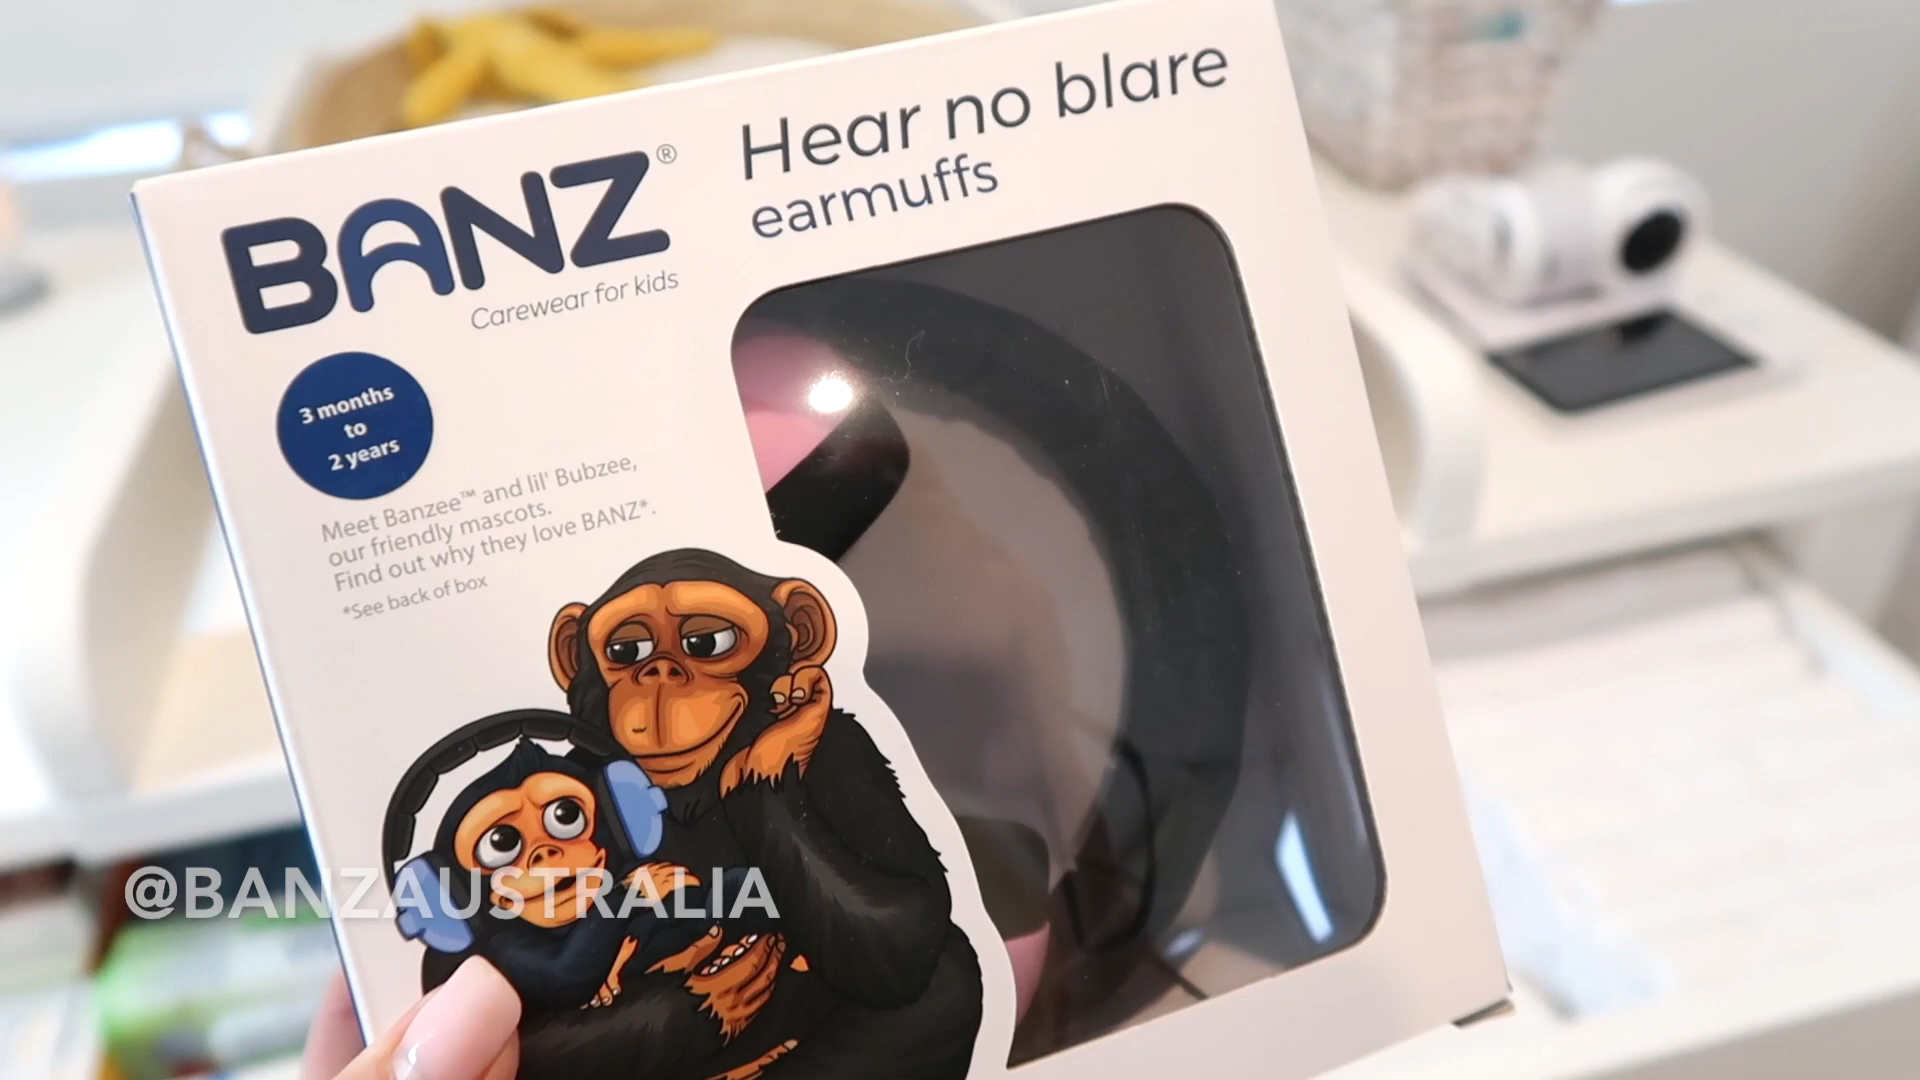 BANZ®
Carewear for kids
Hear no blare
earmuffs
3 months
to
2 years
Meet Banzee™ and lil' Bubzee,
our friendly mascots.
Find out why they love BANZ*.
*See back of box
@BANZAUSTRALIA